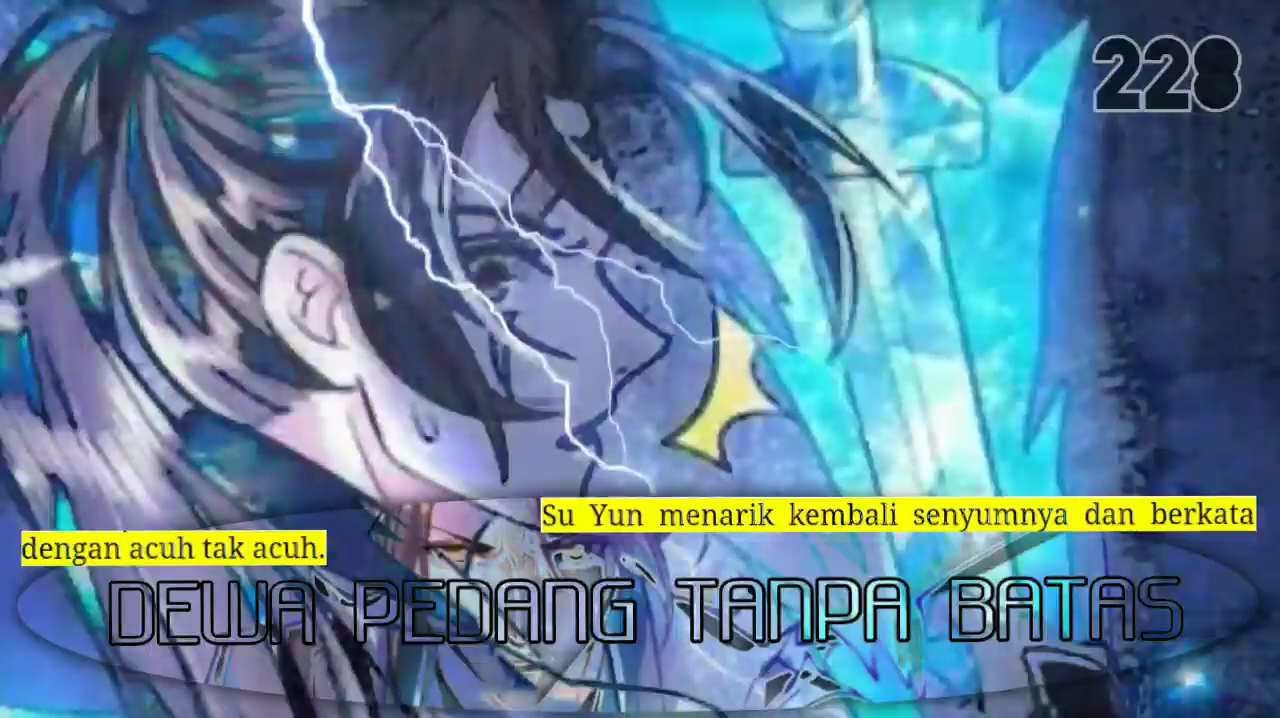 228
Su Yun menarik kembali senyumnya dan berkata
dengan acuh tak acuh.
DEWA PEDANG TANPA BATAS